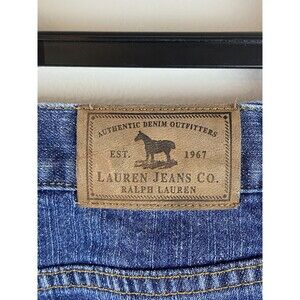 AUTHENTIC DENIM OUTFITTERS
EST. 1967
LAUREN JEANS CO.
RALPH LAUREN